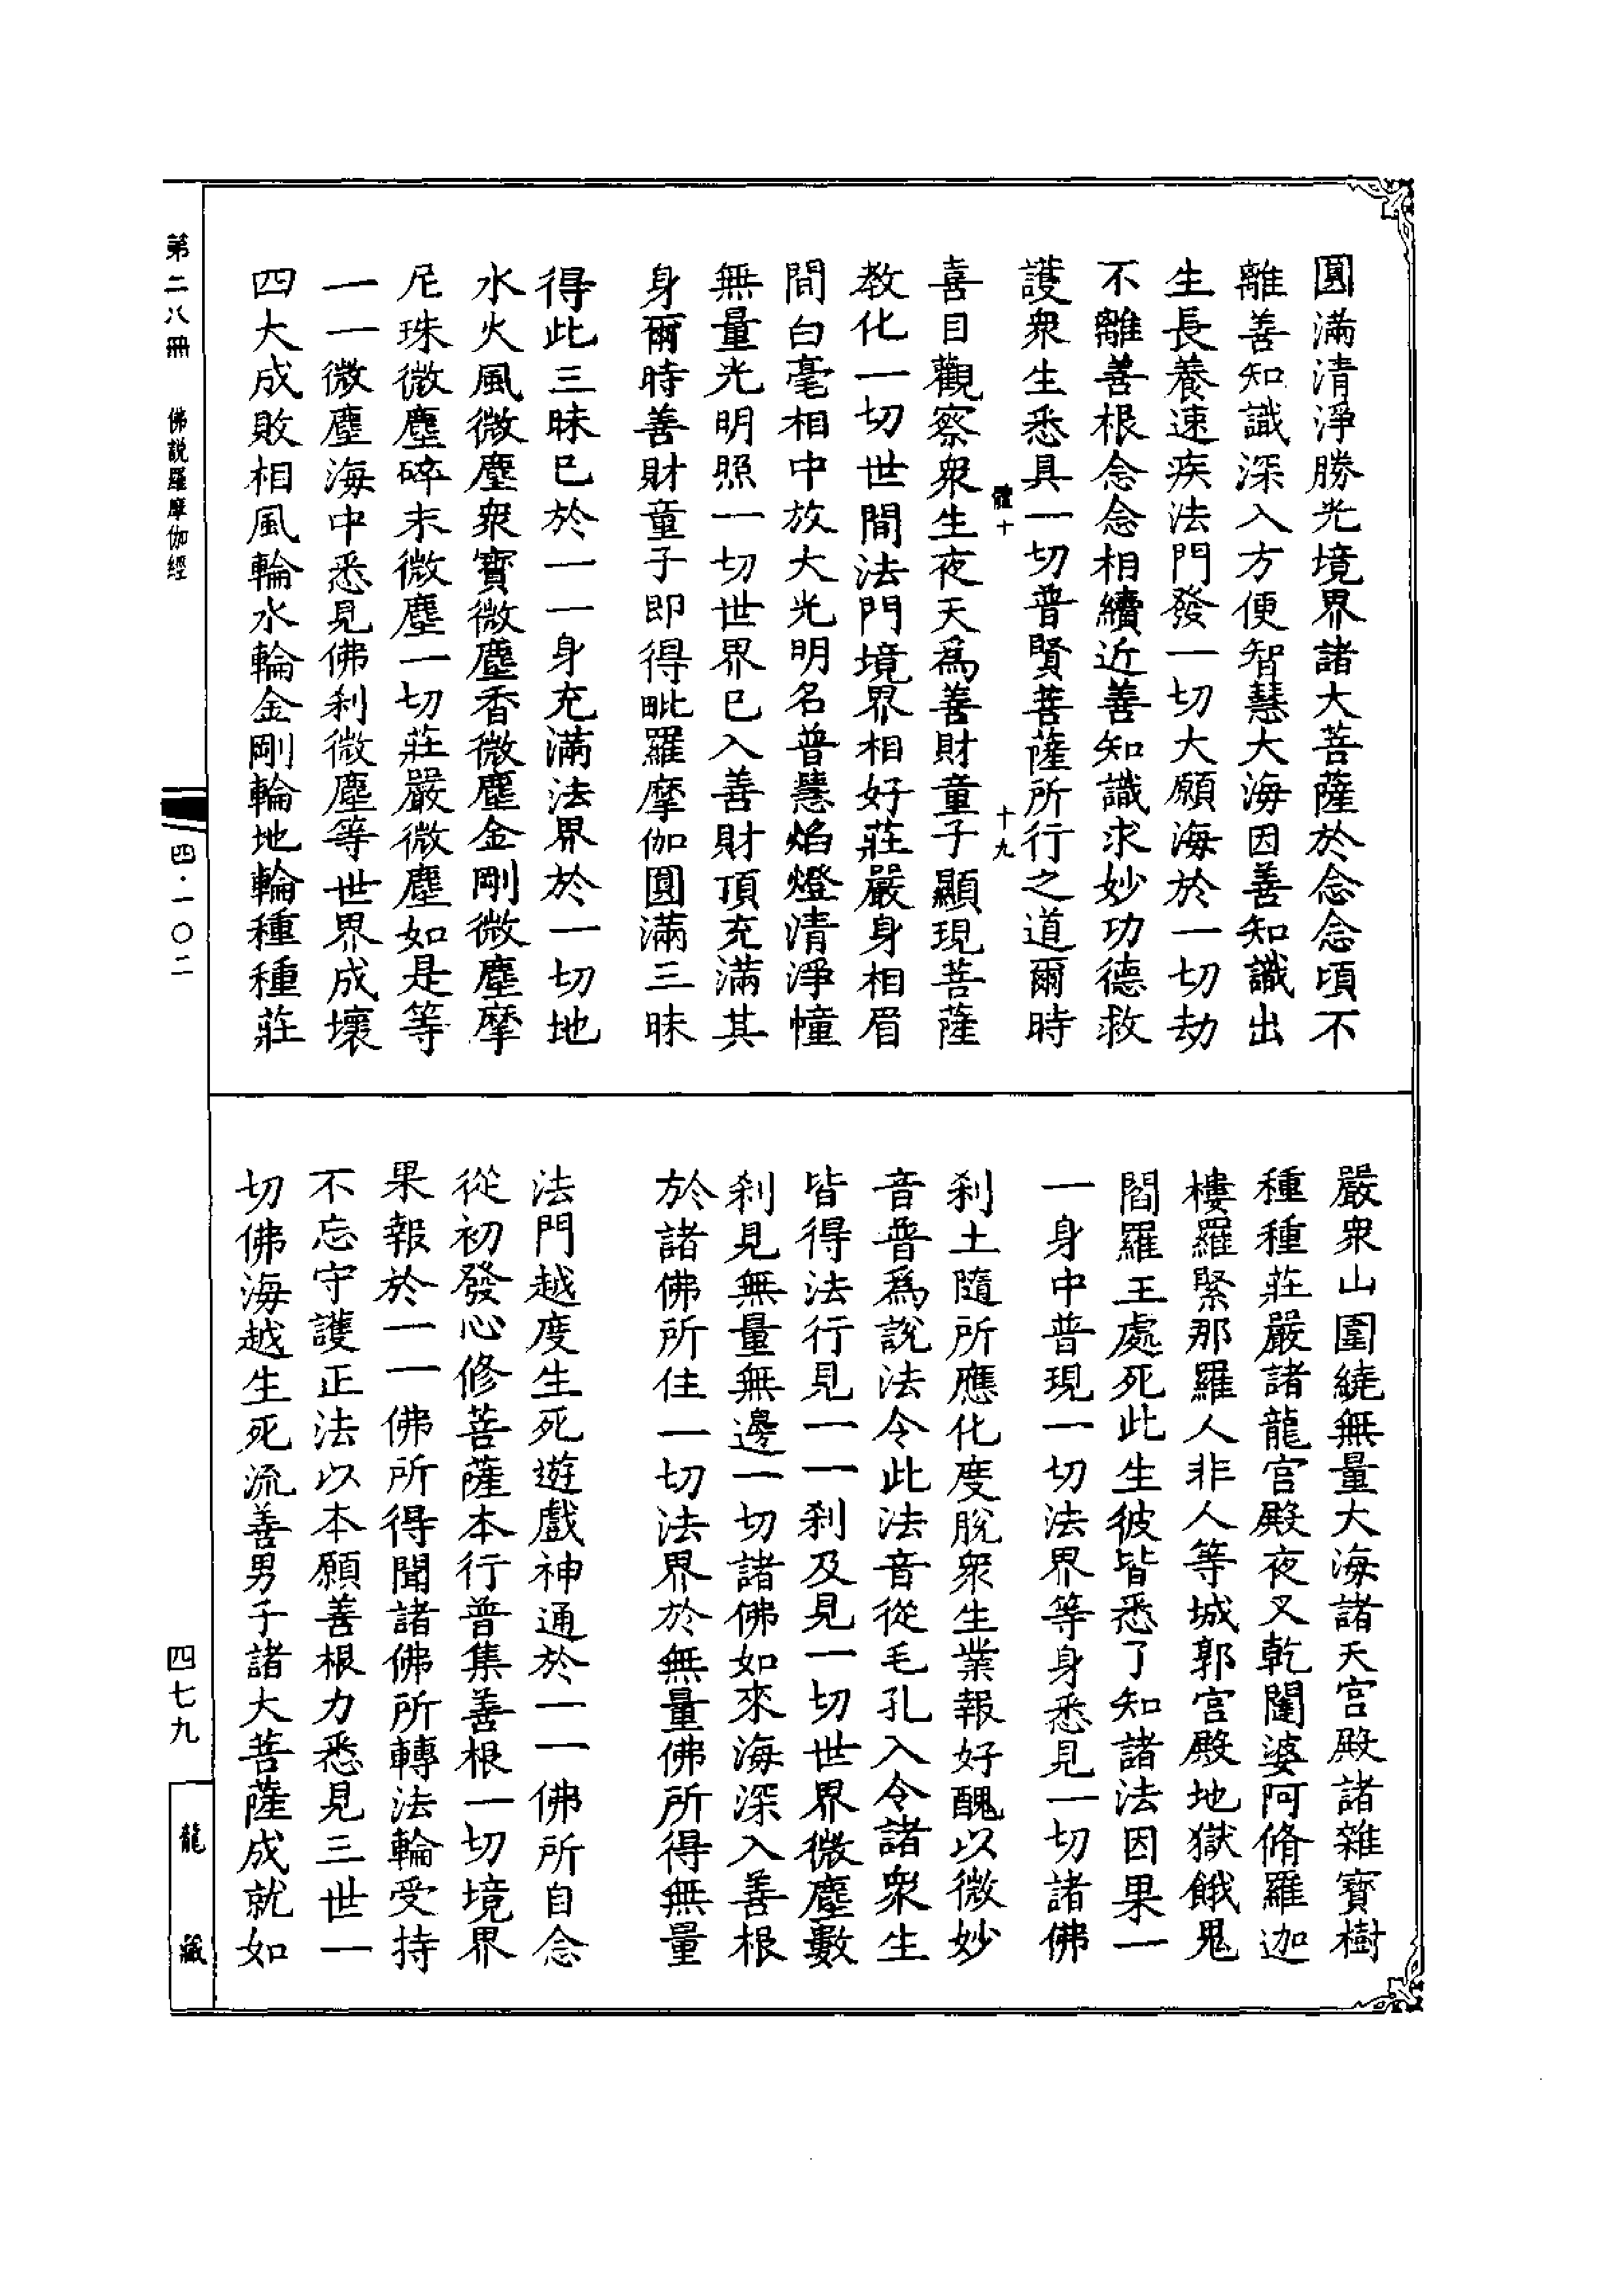 圓滿清淨勝光境界諸大菩薩於念念頃不
離善知識深入方便智慧大海因善知識出
生長養速疾法門發一切大願海於一切劫
不離善根念念相續近善知識求妙功德救
護衆生悉具一切普賢菩薩所行之道爾時
體十 十九
喜目觀察衆生夜天爲善財童子顯現菩薩
教化一切世間法門境界相好莊嚴身相眉
間白毫相中放大光明名普慧焰燈清淨幢
無量光明照一切世界已入善財頂充滿其
身爾時善財童子即得毗羅摩伽圓滿三昧
得此三昧已於一一身充滿法界於一切地
水火風微塵衆寶微塵香微塵金剛微塵摩
尼珠微塵碎末微塵一切莊嚴微塵如是等
一一微塵海中悉見佛刹微塵等世界成壞
四大成敗相風輪水輪金剛輪地輪種種莊
嚴衆山圍繞無量大海諸天宮殿諸雜寶樹
種種莊嚴諸龍宮殿夜叉乾闥婆阿脩羅迦
樓羅緊那羅人非人等城郭宮殿地獄餓鬼
閻羅王處死此生彼皆悉了知諸法因果一
一身中普現一切法界等身悉見一切諸佛
刹土隨所應化度脫衆生業報好醜以微妙
音普爲說法令此法音從毛孔入令諸衆生
皆得法行見一一刹及見一切世界微塵數
刹見無量無邊一切諸佛如來海深入善根
於諸佛所住一切法界於無量佛所得無量
法門越度生死遊戲神通於一一佛所自念
從初發心修菩薩本行普集善根一切境界
果報於一一佛所得聞諸佛所轉法輪受持
不忘守護正法以本願善根力悉見三世一
切佛海越生死流善男子諸大菩薩成就如
第二八冊 佛說羅摩伽經
四·一〇二
四七九
龍藏